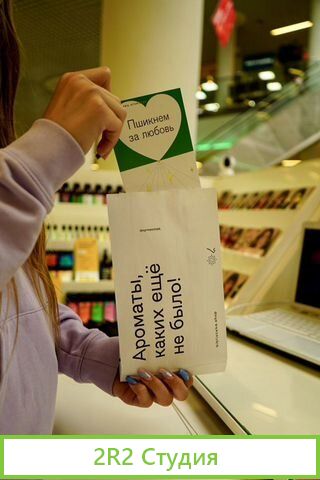 Пшикнем
за любовь
Ароматы,
каких ещё
не было!
2R2 Студия